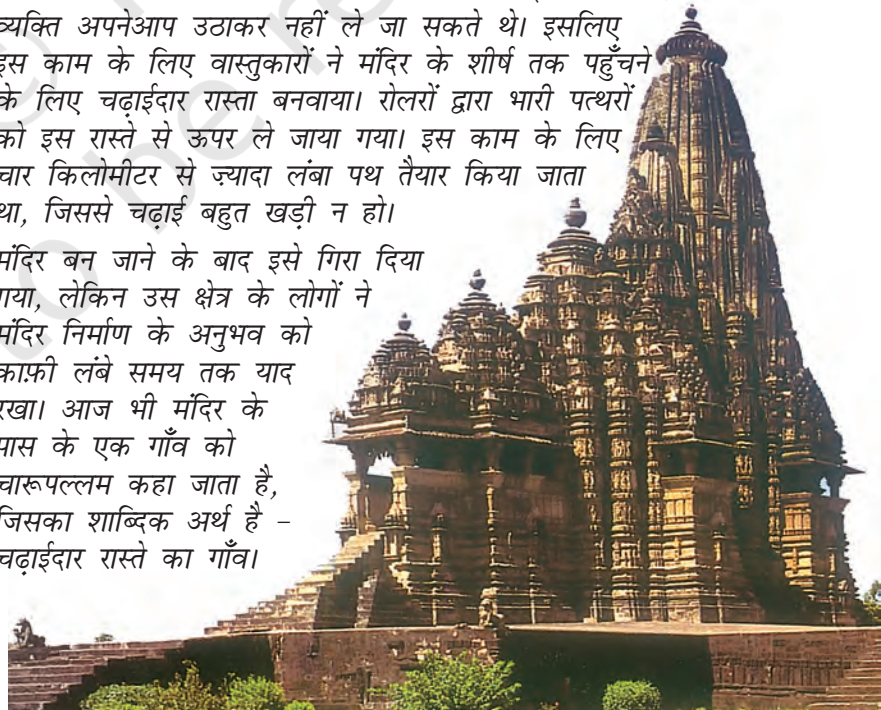 व्यक्ति अपनेआप उठाकर नहीं ले जा सकते थे। इसलिए
इस काम के लिए वास्तुकारों ने मंदिर के शीर्ष तक पहुँचने
के लिए चढ़ाईदार रास्ता बनवाया। रोलरों द्वारा भारी पत्थरों
को इस रास्ते से ऊपर ले जाया गया। इस काम के लिए
चार किलोमीटर से ज़्यादा लंबा पथ तैयार किया जाता
था, जिससे चढ़ाई बहुत खड़ी न हो।
मंदिर बन जाने के बाद इसे गिरा दिया
गया, लेकिन उस क्षेत्र के लोगों ने
मंदिर निर्माण के अनुभव को
काफ़ी लंबे समय तक याद
रखा। आज भी मंदिर के
पास के एक गाँव को
चारूपल्लम कहा जाता है,
जिसका शाब्दिक अर्थ है –
चढ़ाईदार रास्ते का गाँव।
to be